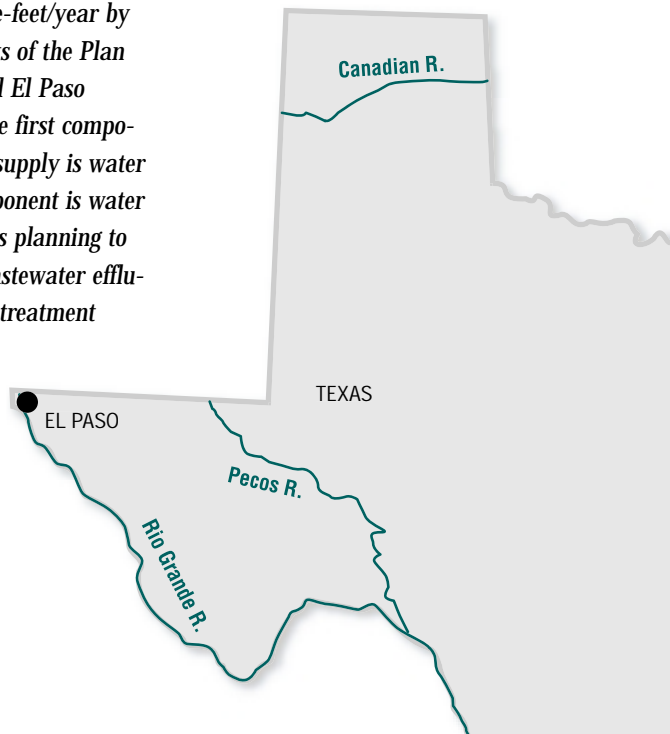 e-feet/year by
s of the Plan
l El Paso
e first compo-
supply is water
ponent is water
s planning to
astewater efflu-
treatment
Canadian R.
TEXAS
EL PASO
Pecos R.
Rio Grande R.